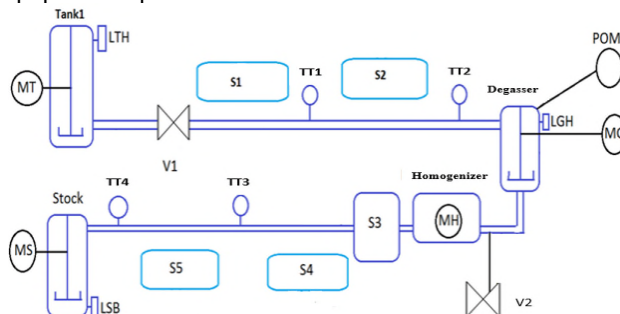 Tank1
LTH
MT
S1
TT1
S2
TT2
POM
Degasser
LGH
V1
Homogenizer
TT4
TT3
Stock
S3
MH
MS
S5
S4
LSB
V2